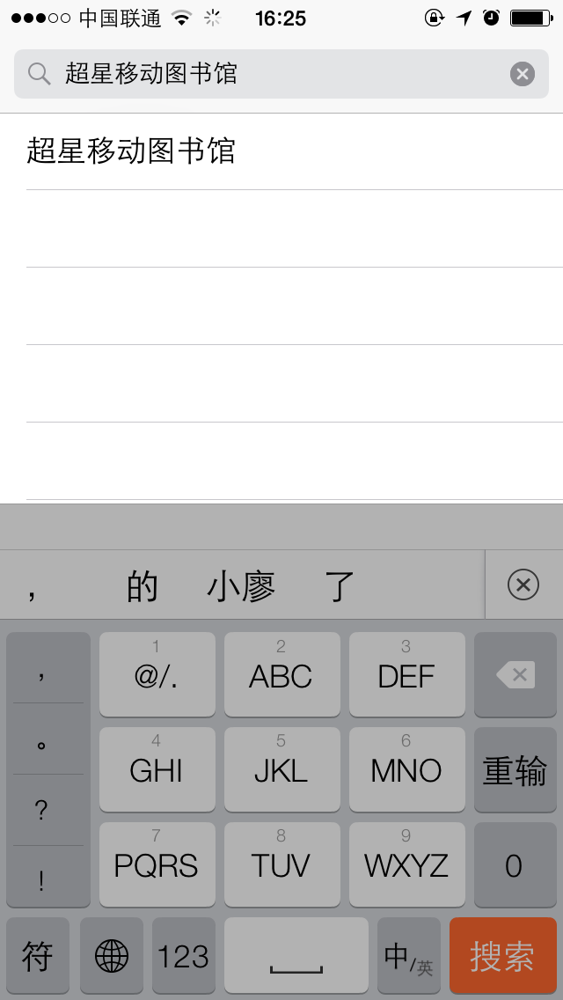 中国联通 16:25
超星移动图书馆
超星移动图书馆
， 的 小廖 了
， 1 @/. 2 ABC 3 DEF
。 4 GHI 5 JKL 6 MNO 重输
? 7 PQRS 8 TUV 9 WXYZ 0
!
符 123 中/英 搜索